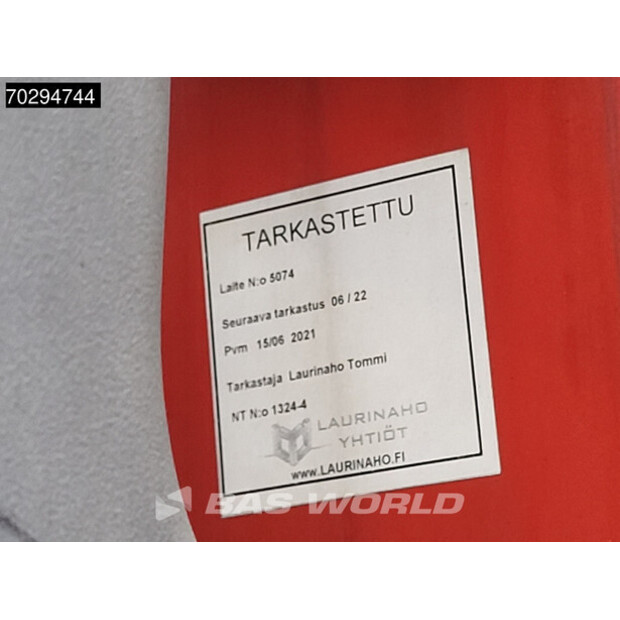 70294744
TARKASTETTU
Laite N:o 5074
Seuraava tarkastus 06 / 22
Pvm 15/06 2021
Tarkastaja Laurinaho Tommi
NT N:o 1324-4
LAURINAHO
YHTIÖT
www.LAURINAHO.FI
BAS WORLD